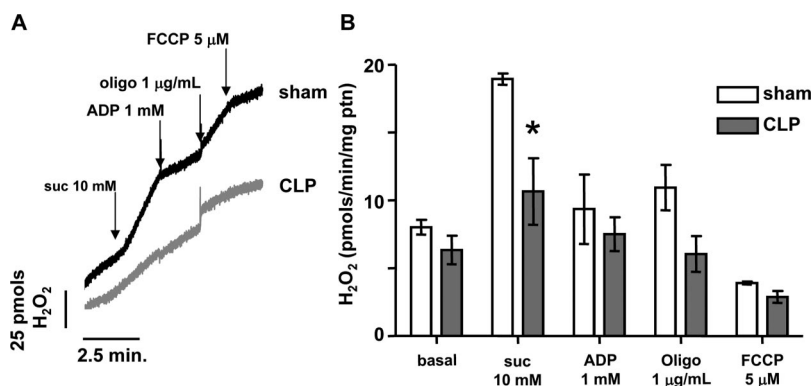 A
FCCP 5 μM
oligo 1 μg/mL
sham
ADP 1 mM
suc 10 mM
CLP
25 pmols
H₂O₂
2.5 min.
B
H₂O₂ (pmols/min/mg ptn)
20
10
0
sham
CLP
*
basal suc ADP Oligo FCCP
10 mM 1 mM 1 μg/mL 5 μM